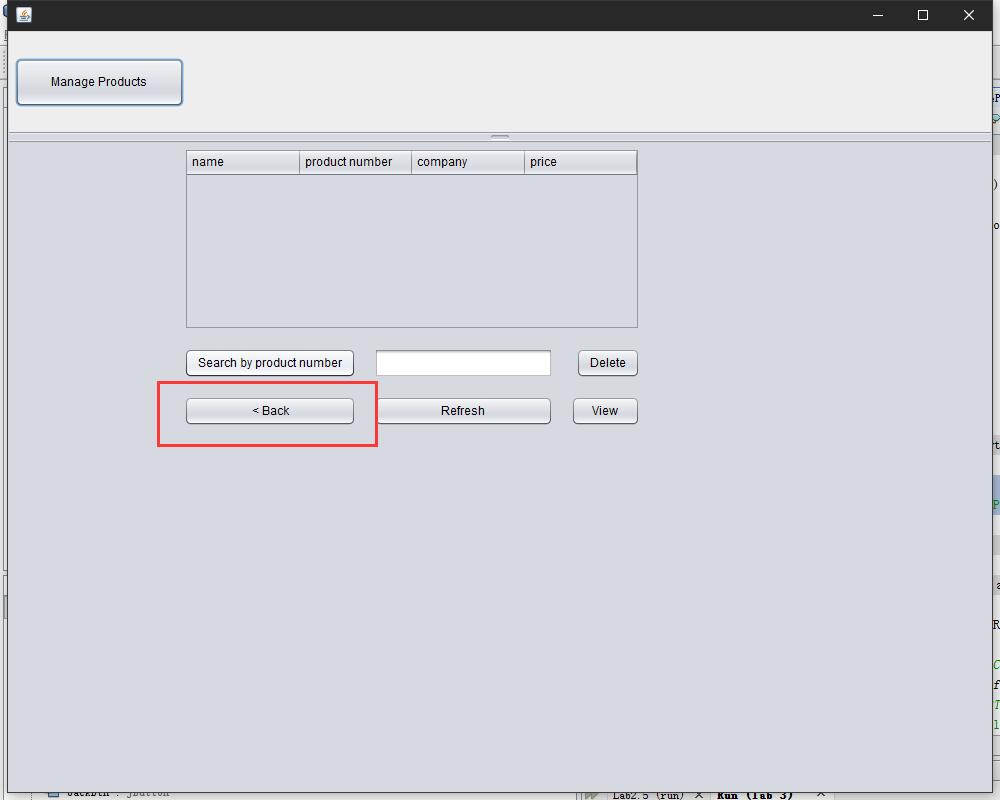 Manage Products
name product number company price
Search by product number Delete
< Back Refresh View
backBtn : JButton
Lab2.5 (run) × Run (lab 3) ×